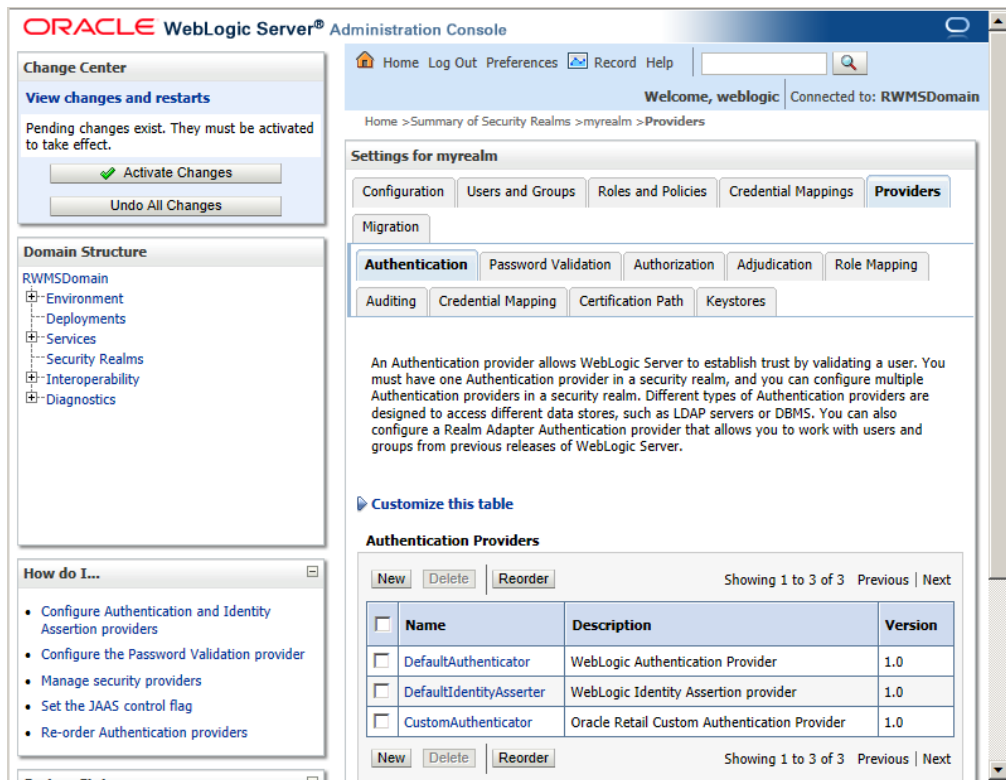 ORACLE WebLogic Server® Administration Console
Change Center
View changes and restarts
Pending changes exist. They must be activated
to take effect.
Activate Changes
Undo All Changes
Domain Structure
RWMSDomain
Environment
Deployments
Services
Security Realms
Interoperability
Diagnostics
How do I...
Configure Authentication and Identity
Assertion providers
Configure the Password Validation provider
Manage security providers
Set the JAAS control flag
Re-order Authentication providers
Home Log Out Preferences Record Help
Welcome, weblogic Connected to: RWMSDomain
Home >Summary of Security Realms >myrealm >Providers
Settings for myrealm
Configuration Users and Groups Roles and Policies Credential Mappings Providers
Migration
Authentication Password Validation Authorization Adjudication Role Mapping
Auditing Credential Mapping Certification Path Keystores
An Authentication provider allows WebLogic Server to establish trust by validating a user. You
must have one Authentication provider in a security realm, and you can configure multiple
Authentication providers in a security realm. Different types of Authentication providers are
designed to access different data stores, such as LDAP servers or DBMS. You can also
configure a Realm Adapter Authentication provider that allows you to work with users and
groups from previous releases of WebLogic Server.
Customize this table
Authentication Providers
New Delete Reorder Showing 1 to 3 of 3 Previous | Next
Name Description Version
DefaultAuthenticator WebLogic Authentication Provider 1.0
DefaultIdentityAsserter WebLogic Identity Assertion provider 1.0
CustomAuthenticator Oracle Retail Custom Authentication Provider 1.0
New Delete Reorder Showing 1 to 3 of 3 Previous | Next